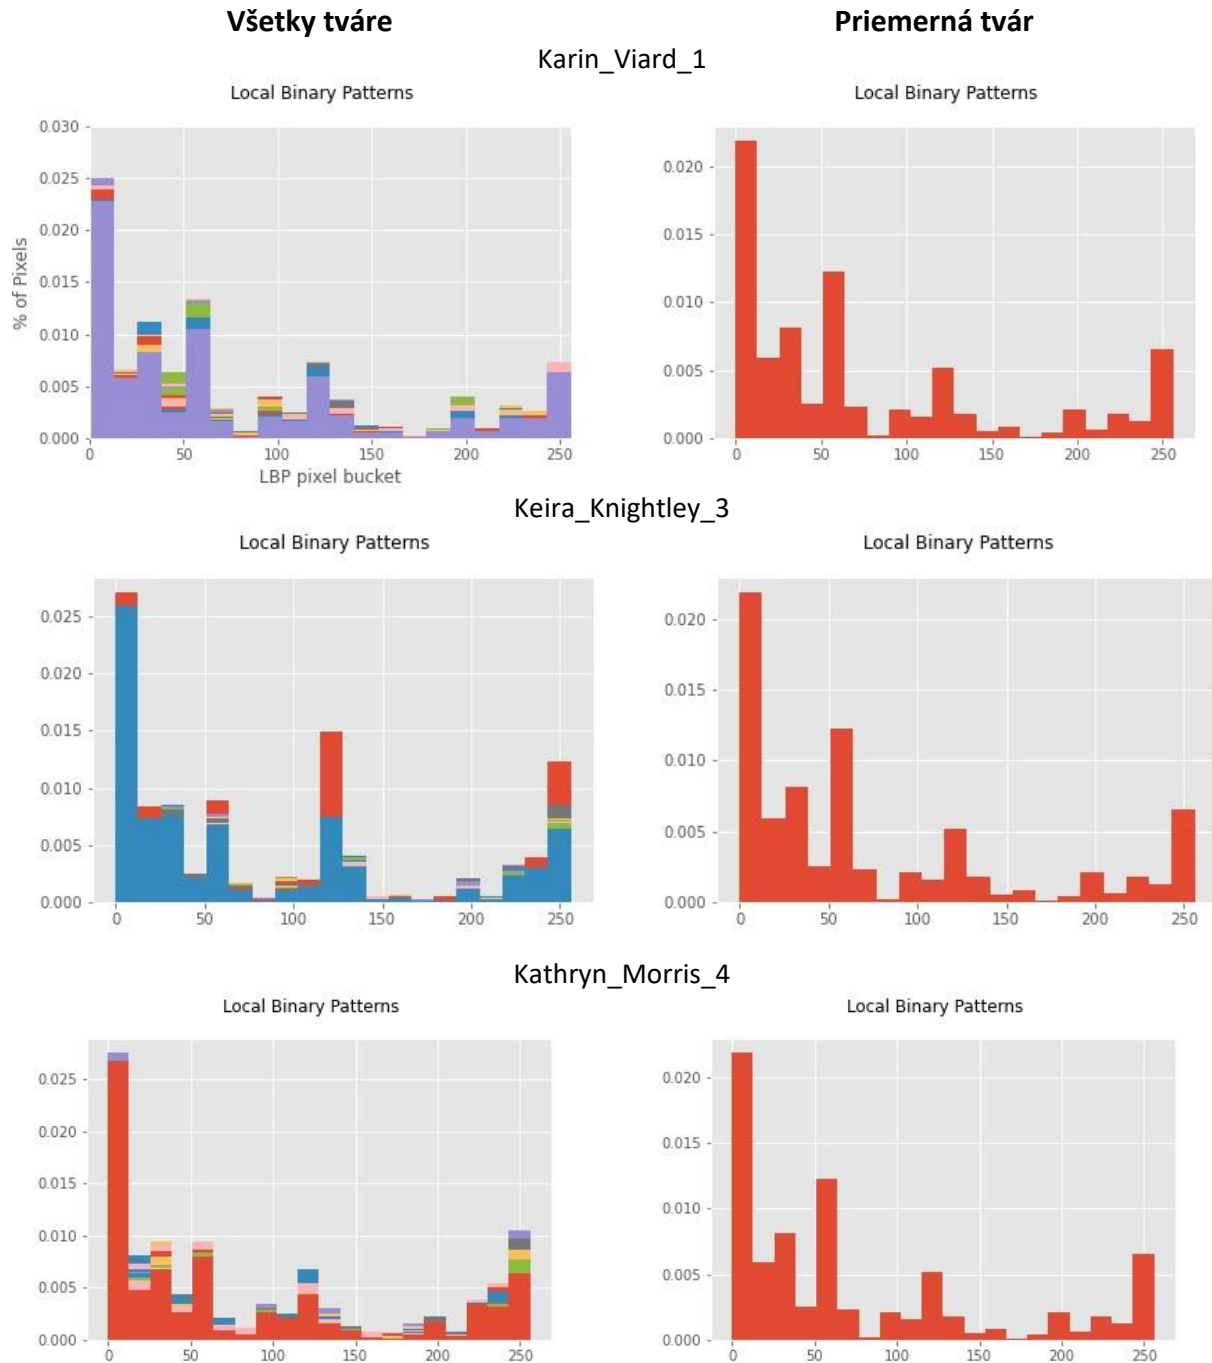 Všetky tváre Priemerná tvár
Karin_Viard_1
Local Binary Patterns Local Binary Patterns
0.030
0.025
0.020
0.015
0.010
0.005
0.000
% of Pixels
0 50 100 150 200 250
LBP pixel bucket
0.020
0.015
0.010
0.005
0.000
0 50 100 150 200 250
Keira_Knightley_3
Local Binary Patterns Local Binary Patterns
0.025
0.020
0.015
0.010
0.005
0.000
0 50 100 150 200 250
0.020
0.015
0.010
0.005
0.000
0 50 100 150 200 250
Kathryn_Morris_4
Local Binary Patterns Local Binary Patterns
0.025
0.020
0.015
0.010
0.005
0.000
0 50 100 150 200 250
0.020
0.015
0.010
0.005
0.000
0 50 100 150 200 250